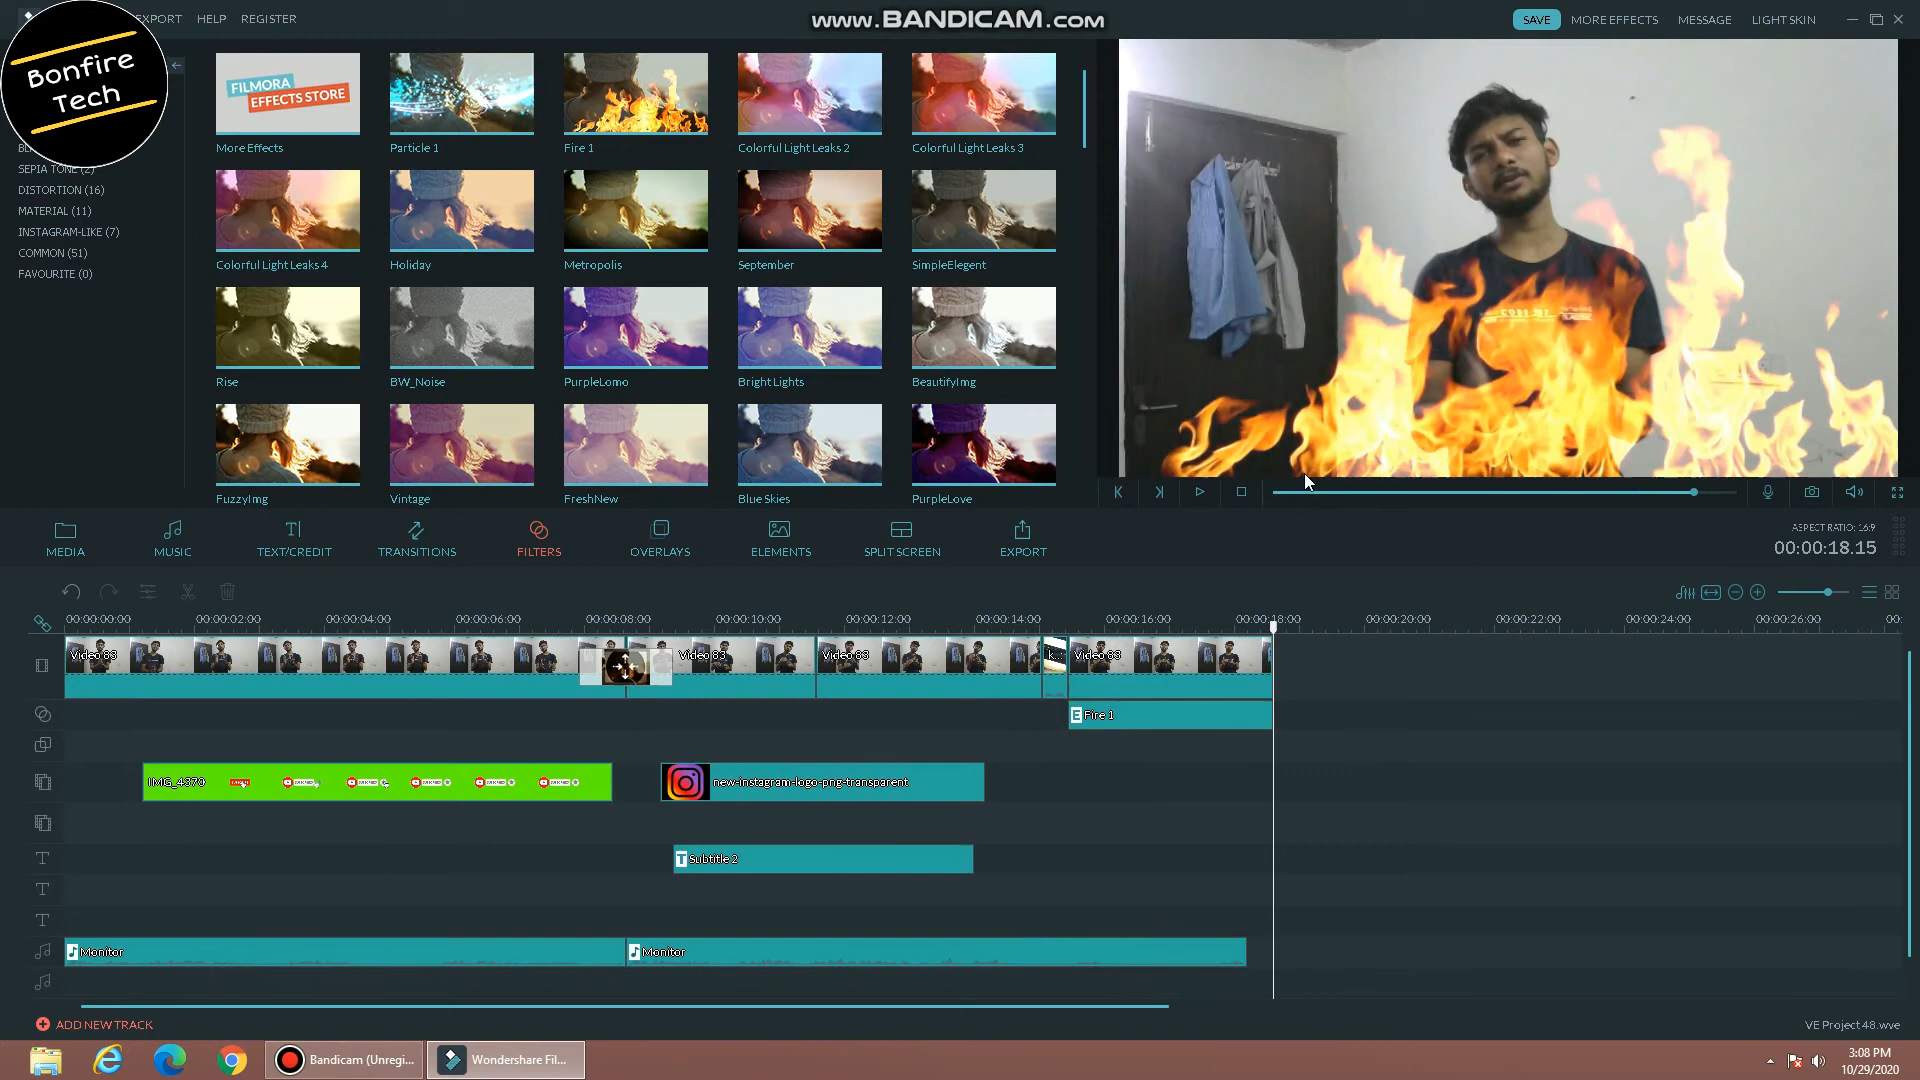 EXPORT HELP REGISTER
www.BANDICAM.com
SAVE MORE EFFECTS MESSAGE LIGHT SKIN
Bonfire
Tech
SEPIA TONE (2)
DISTORTION (16)
MATERIAL (11)
INSTAGRAM-LIKE (7)
COMMON (51)
FAVOURITE (0)
FILMORA
EFFECTS STORE
More Effects Particle 1 Fire 1 Colorful Light Leaks 2 Colorful Light Leaks 3
Colorful Light Leaks 4 Holiday Metropolis September SimpleElegent
Rise BW_Noise PurpleLomo Bright Lights BeautifyImg
FuzzyImg Vintage FreshNew Blue Skies PurpleLove
MEDIA MUSIC TEXT/CREDIT TRANSITIONS FILTERS OVERLAYS ELEMENTS SPLIT SCREEN EXPORT
ASPECT RATIO: 16:9
00:00:18.15
00:00:00:00 00:00:02:00 00:00:04:00 00:00:06:00 00:00:08:00 00:00:10:00 00:00:12:00 00:00:14:00 00:00:16:00 00:00:18:00 00:00:20:00 00:00:22:00 00:00:24:00 00:00:26:00 00:
Video 83 Video 83 Video 83 k... Video 83
Fire 1
IMG_4370 new-instagram-logo-png-transparent
Subtitle 2
Monitor Monitor
ADD NEW TRACK
VE Project 48.wve
Bandicam (Unregi... Wondershare Fil...
3:08 PM
10/29/2020